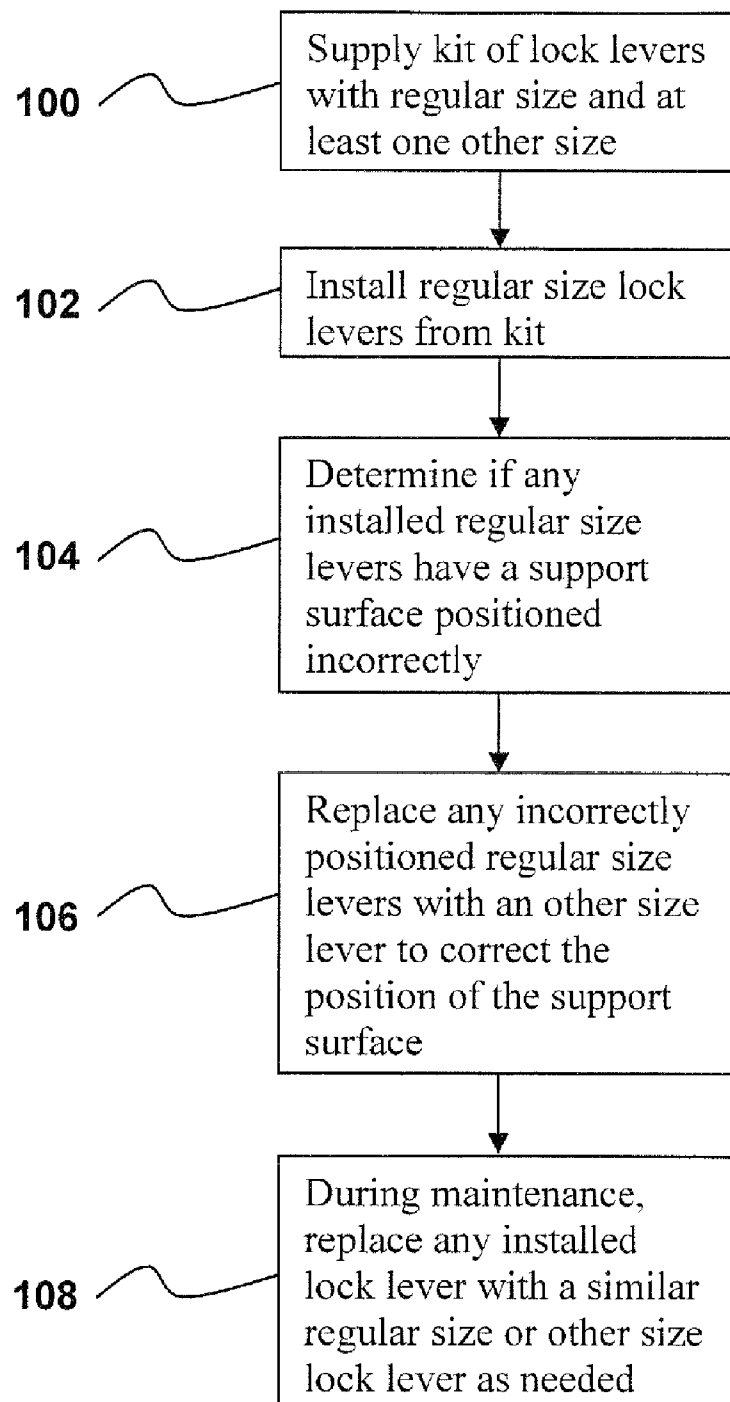 100
Supply kit of lock levers
with regular size and at
least one other size
102
Install regular size lock
levers from kit
104
Determine if any
installed regular size
levers have a support
surface positioned
incorrectly
106
Replace any incorrectly
positioned regular size
levers with an other size
lever to correct the
position of the support
surface
108
During maintenance,
replace any installed
lock lever with a similar
regular size or other size
lock lever as needed